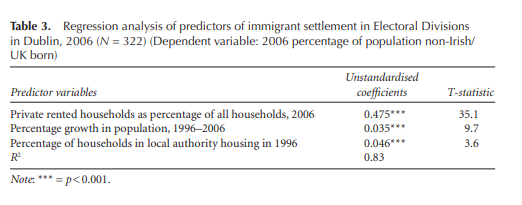 Table 3. Regression analysis of predictors of immigrant settlement in Electoral Divisions
in Dublin, 2006 (N = 322) (Dependent variable: 2006 percentage of population non-Irish/
UK born)
Unstandardised
Predictor variables coefficients T-statistic
Private rented households as percentage of all households, 2006 0.475*** 35.1
Percentage growth in population, 1996–2006 0.035*** 9.7
Percentage of households in local authority housing in 1996 0.046*** 3.6
R² 0.83
Note: *** = p<0.001.